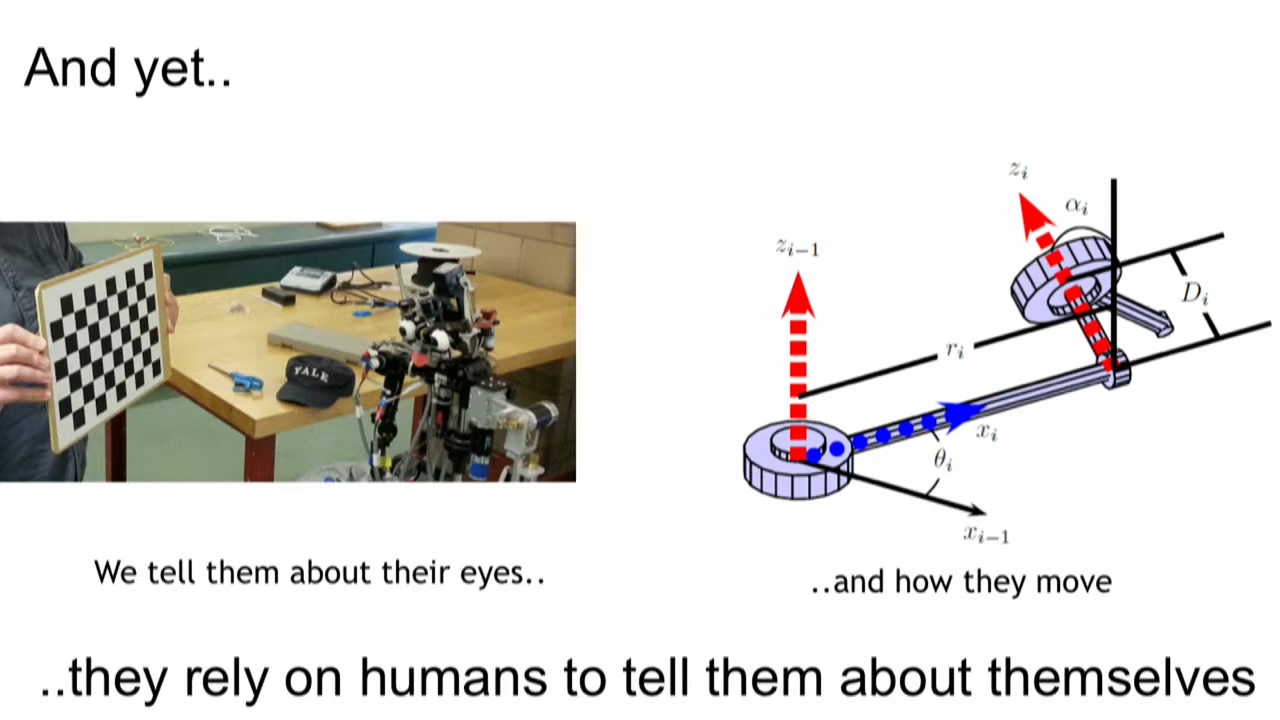 And yet..
YALE
z_i
α_i
z_{i−1}
D_i
r_i
x_i
θ_i
x_{i−1}
We tell them about their eyes..
..and how they move
..they rely on humans to tell them about themselves